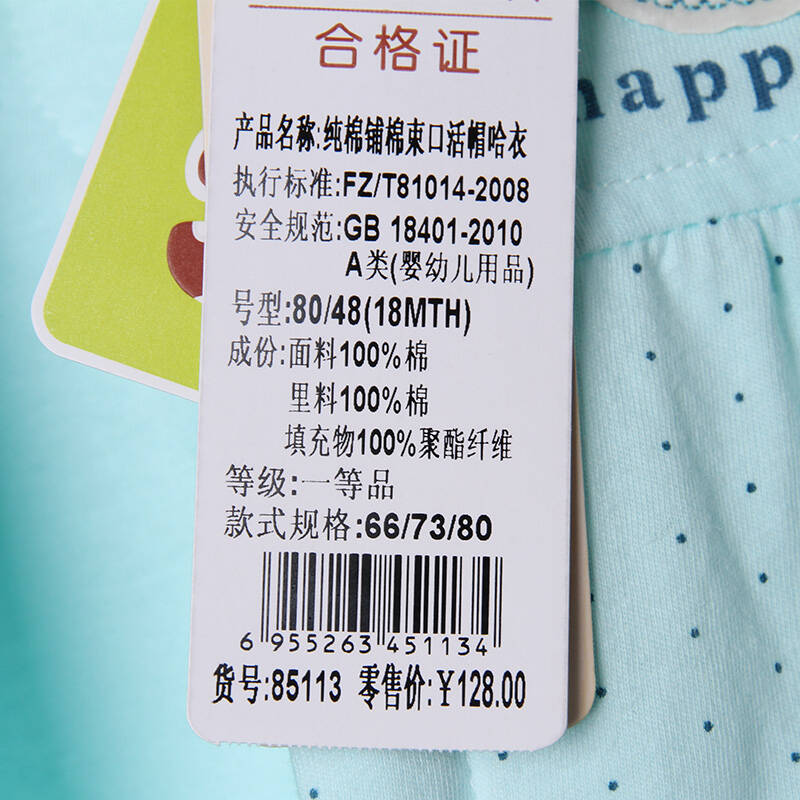 合格证
happ
产品名称:纯棉铺棉束口活帽哈衣
执行标准:FZ/T81014-2008
安全规范:GB 18401-2010
A类(婴幼儿用品)
号型:80/48(18MTH)
成份:面料100%棉
里料100%棉
填充物100%聚酯纤维
等级:一等品
款式规格:66/73/80
6 955263 451134
货号:85113 零售价:¥128.00